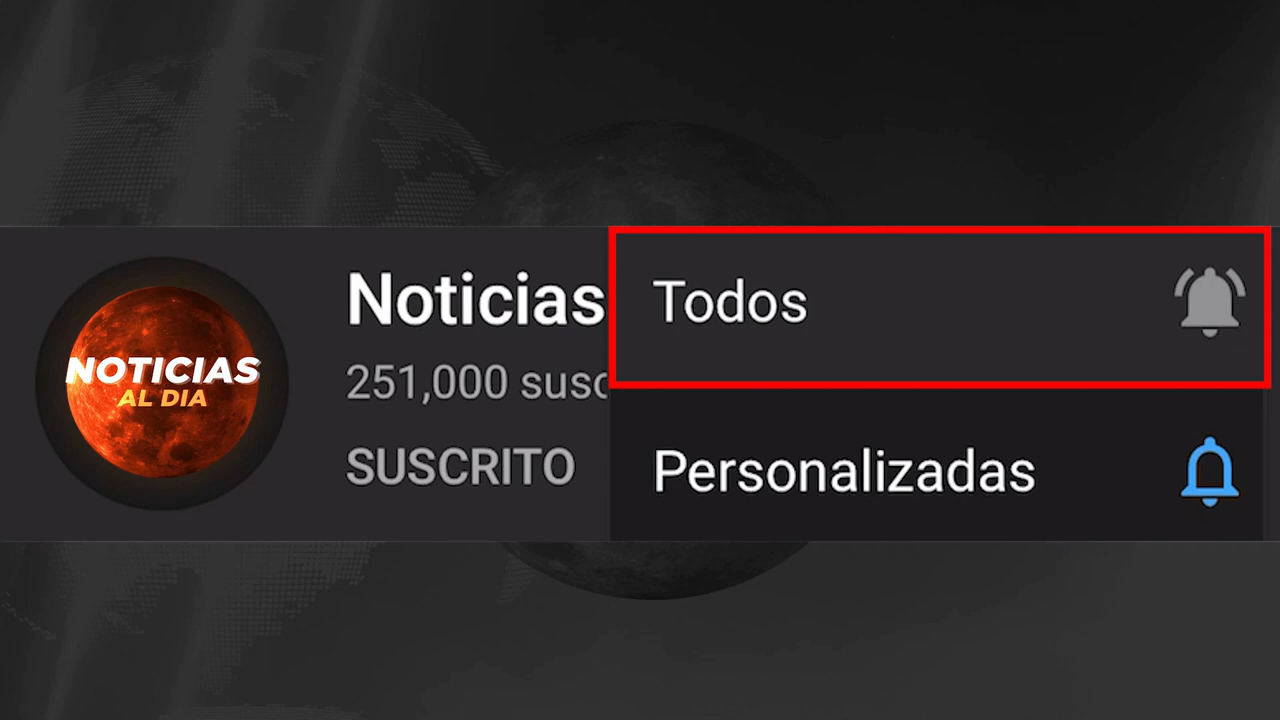 NOTICIAS
AL DIA
Noticias
251,000 susc
SUSCRITO
Todos
Personalizadas